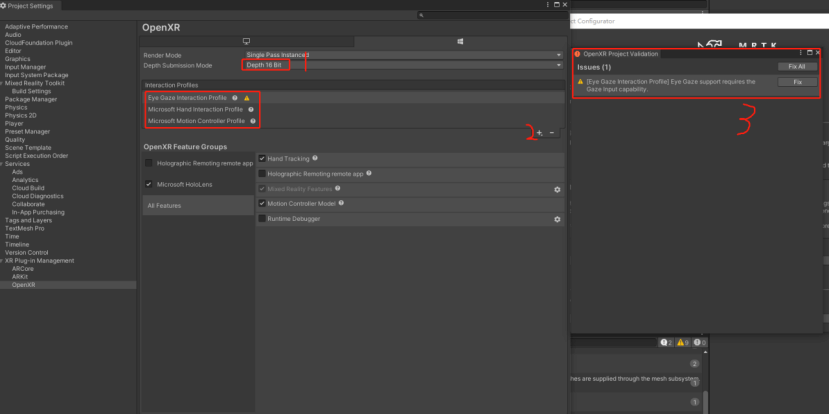 Project Settings
Adaptive Performance
Audio
CloudFoundation Plugin
Editor
Graphics
Input Manager
Input System Package
Mixed Reality Toolkit
Build Settings
Package Manager
Physics
Physics 2D
Player
Preset Manager
Quality
Scene Template
Script Execution Order
Services
Ads
Analytics
Cloud Build
Cloud Diagnostics
Collaborate
In-App Purchasing
Tags and Layers
TextMesh Pro
Time
Timeline
Version Control
XR Plug-in Management
ARCore
ARKit
OpenXR
OpenXR
Render Mode
Single Pass Instanced
1
Depth Submission Mode
Depth 16 Bit
Interaction Profiles
Eye Gaze Interaction Profile
Microsoft Hand Interaction Profile
Microsoft Motion Controller Profile
2
+ −
OpenXR Feature Groups
Holographic Remoting remote app
Microsoft HoloLens
All Features
Hand Tracking
Holographic Remoting remote app
Mixed Reality Features
Motion Controller Model
Runtime Debugger
Configurator
MRTK
OpenXR Project Validation
Issues (1)
Fix All
[Eye Gaze Interaction Profile] Eye Gaze support requires the
Gaze Input capability.
Fix
3
3
2
9
0
2
hes are supplied through the mesh subsystem
1
1